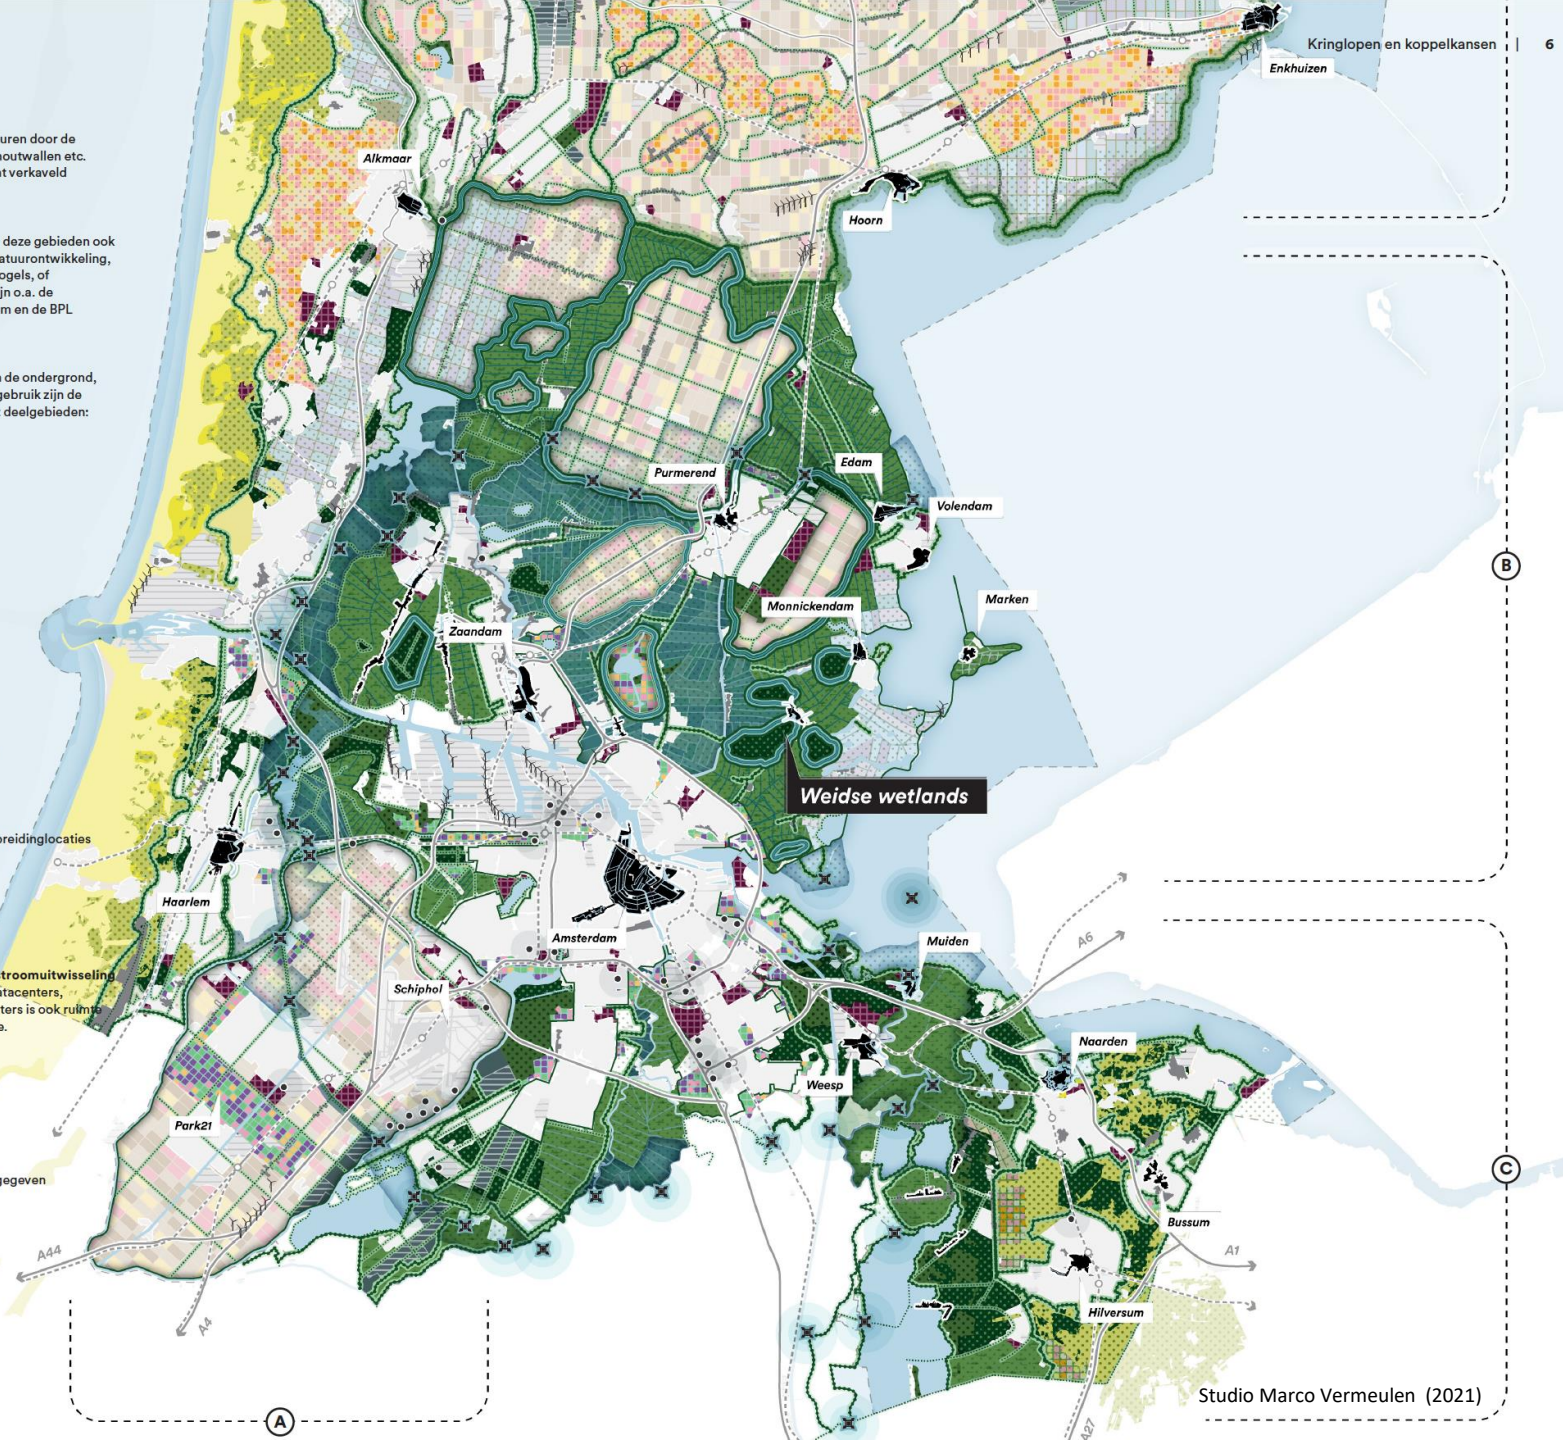 Kringlopen en koppelkansen | 6
Enkhuizen
uren door de
noutwallen etc.
nt verkaveld
Alkmaar
Hoorn
deze gebieden ook
atuurontwikkeling,
ogels, of
jn o.a. de
m en de BPL
n de ondergrond,
gebruik zijn de
deelgebieden:
Purmerend
Edam
Volendam
B
Monnickendam
Marken
Zaandam
Weidse wetlands
reidinglocaties
Haarlem
Amsterdam
Muiden
A6
troomuitwisseling
atacenters,
ters is ook ruimte
e.
Schiphol
Naarden
Weesp
Park21
gegeven
C
Bussum
A44
A1
A4
Hilversum
Studio Marco Vermeulen (2021)
A
A27